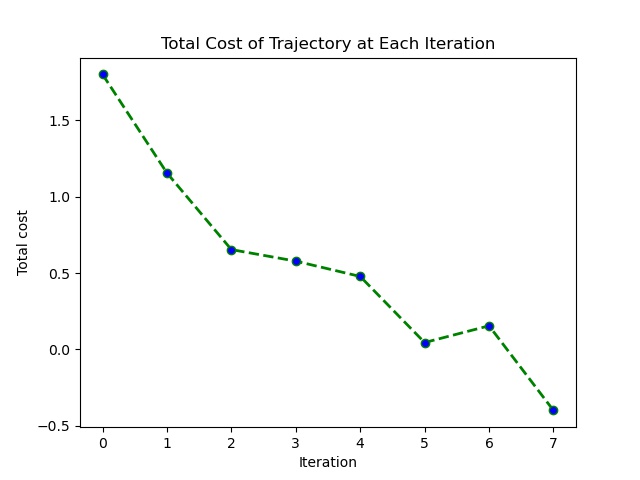 Total Cost of Trajectory at Each Iteration
Total cost
1.5
1.0
0.5
0.0
−0.5
0 1 2 3 4 5 6 7
Iteration